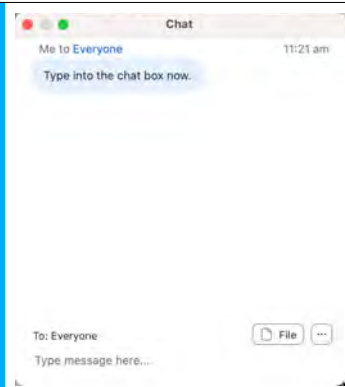 Chat
Me to Everyone 11:21 am
Type into the chat box now.
To: Everyone File ...
Type message here...